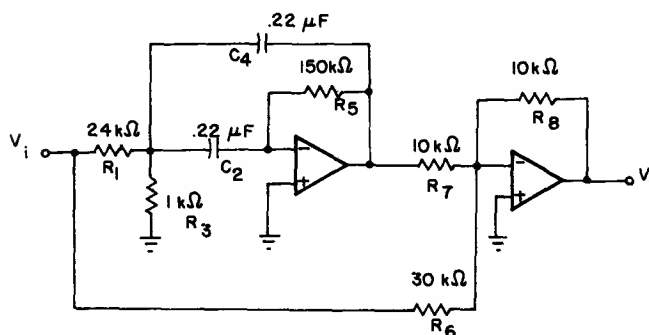 .22 μF
C4
150kΩ
R5
10kΩ
R8
Vi
24kΩ
R1
.22 μF
C2
−
+
10kΩ
R7
−
+
V
1kΩ
R3
30 kΩ
R6